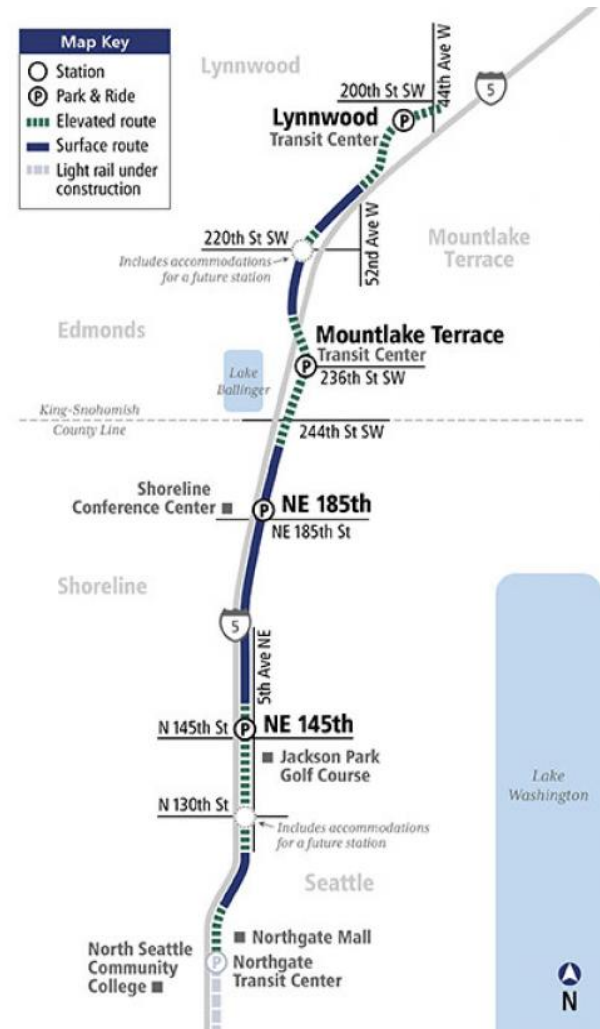 Map Key
Station
P Park & Ride
Elevated route
Surface route
Light rail under
construction
Lynnwood
200th St SW
44th Ave W
5
Lynnwood
Transit Center
P
220th St SW
Includes accommodations
for a future station
52nd Ave W
Mountlake
Terrace
Edmonds
Mountlake Terrace
Transit Center
P
236th St SW
Lake
Ballinger
King-Snohomish
County Line
244th St SW
Shoreline
Conference Center
P
NE 185th
NE 185th St
Shoreline
5
5th Ave NE
N 145th St
P
NE 145th
Jackson Park
Golf Course
Lake
Washington
N 130th St
Includes accommodations
for a future station
Seattle
Northgate Mall
North Seattle
Community
College
P
Northgate
Transit Center
N